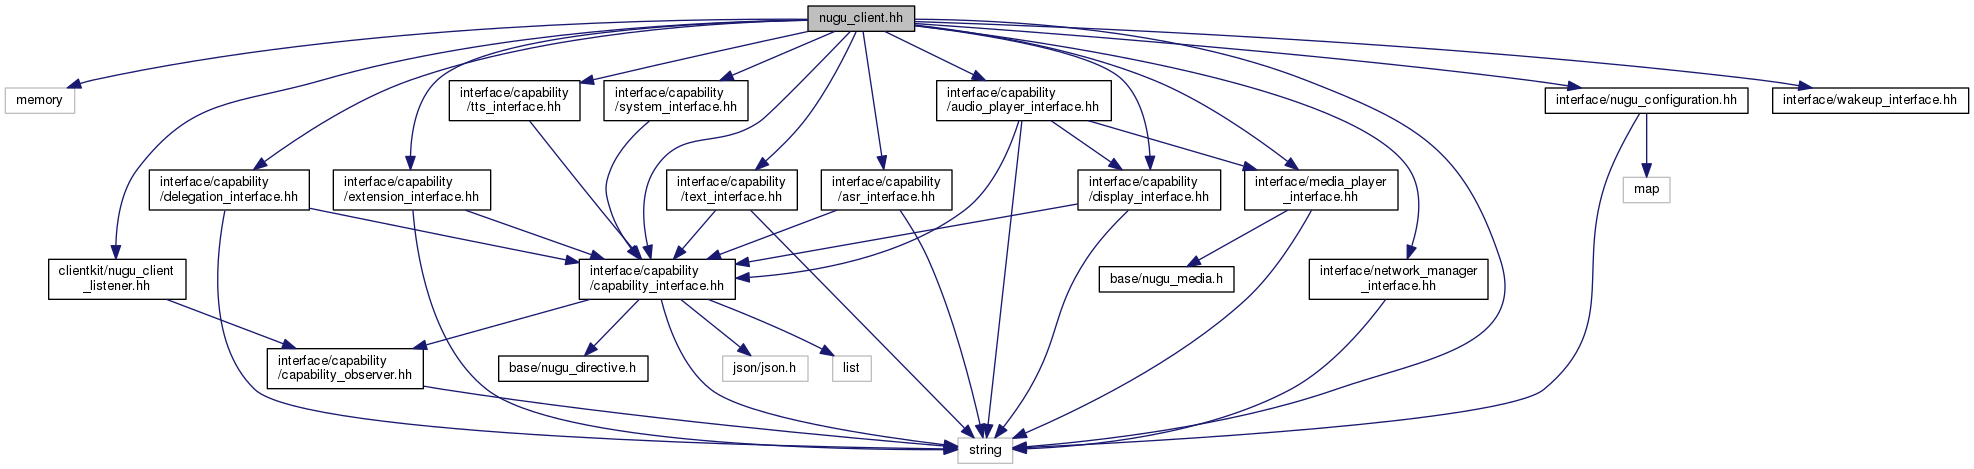 nugu_client.hh
memory
interface/capability
/tts_interface.hh
interface/capability
/system_interface.hh
interface/capability
/audio_player_interface.hh
interface/nugu_configuration.hh
interface/wakeup_interface.hh
interface/capability
/delegation_interface.hh
interface/capability
/extension_interface.hh
interface/capability
/text_interface.hh
interface/capability
/asr_interface.hh
interface/capability
/display_interface.hh
interface/media_player
_interface.hh
map
clientkit/nugu_client
_listener.hh
interface/capability
/capability_interface.hh
base/nugu_media.h
interface/network_manager
_interface.hh
interface/capability
/capability_observer.hh
base/nugu_directive.h
json/json.h
list
string